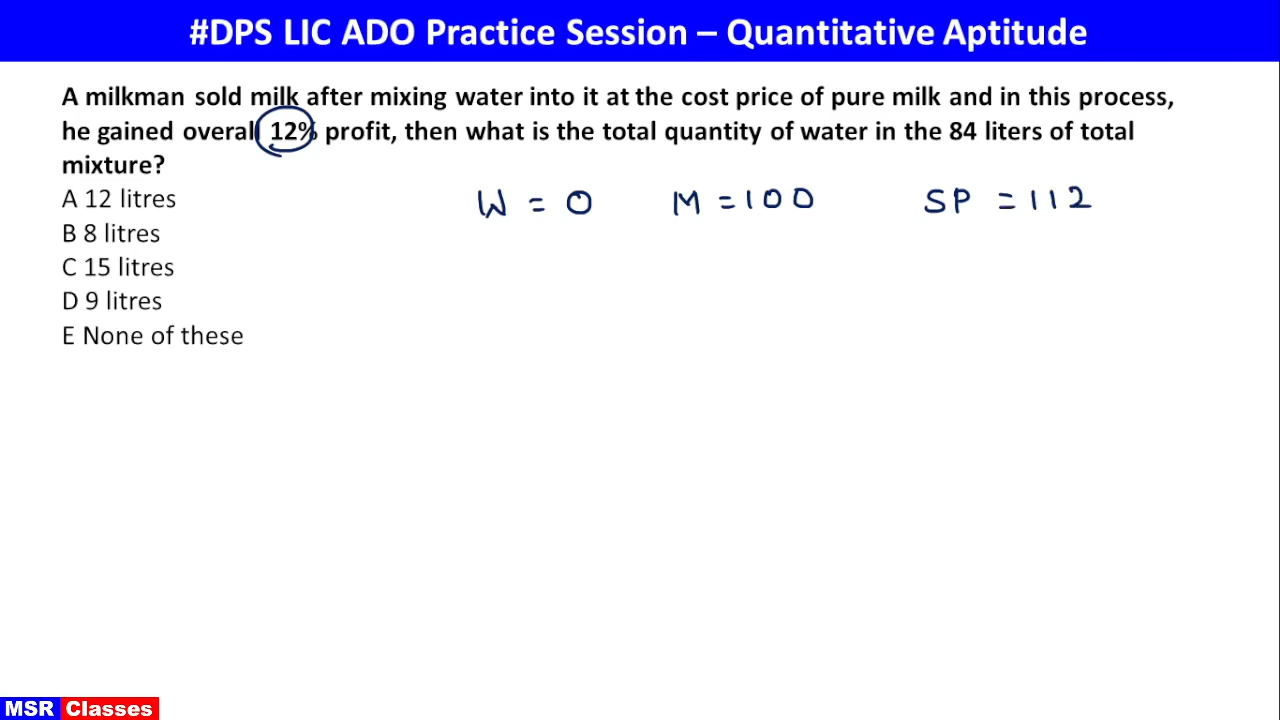 #DPS LIC ADO Practice Session – Quantitative Aptitude
A milkman sold milk after mixing water into it at the cost price of pure milk and in this process,
he gained overall 12% profit, then what is the total quantity of water in the 84 liters of total
mixture?
A 12 litres
W = 0 M = 100 SP = 112
B 8 litres
C 15 litres
D 9 litres
E None of these
MSR Classes